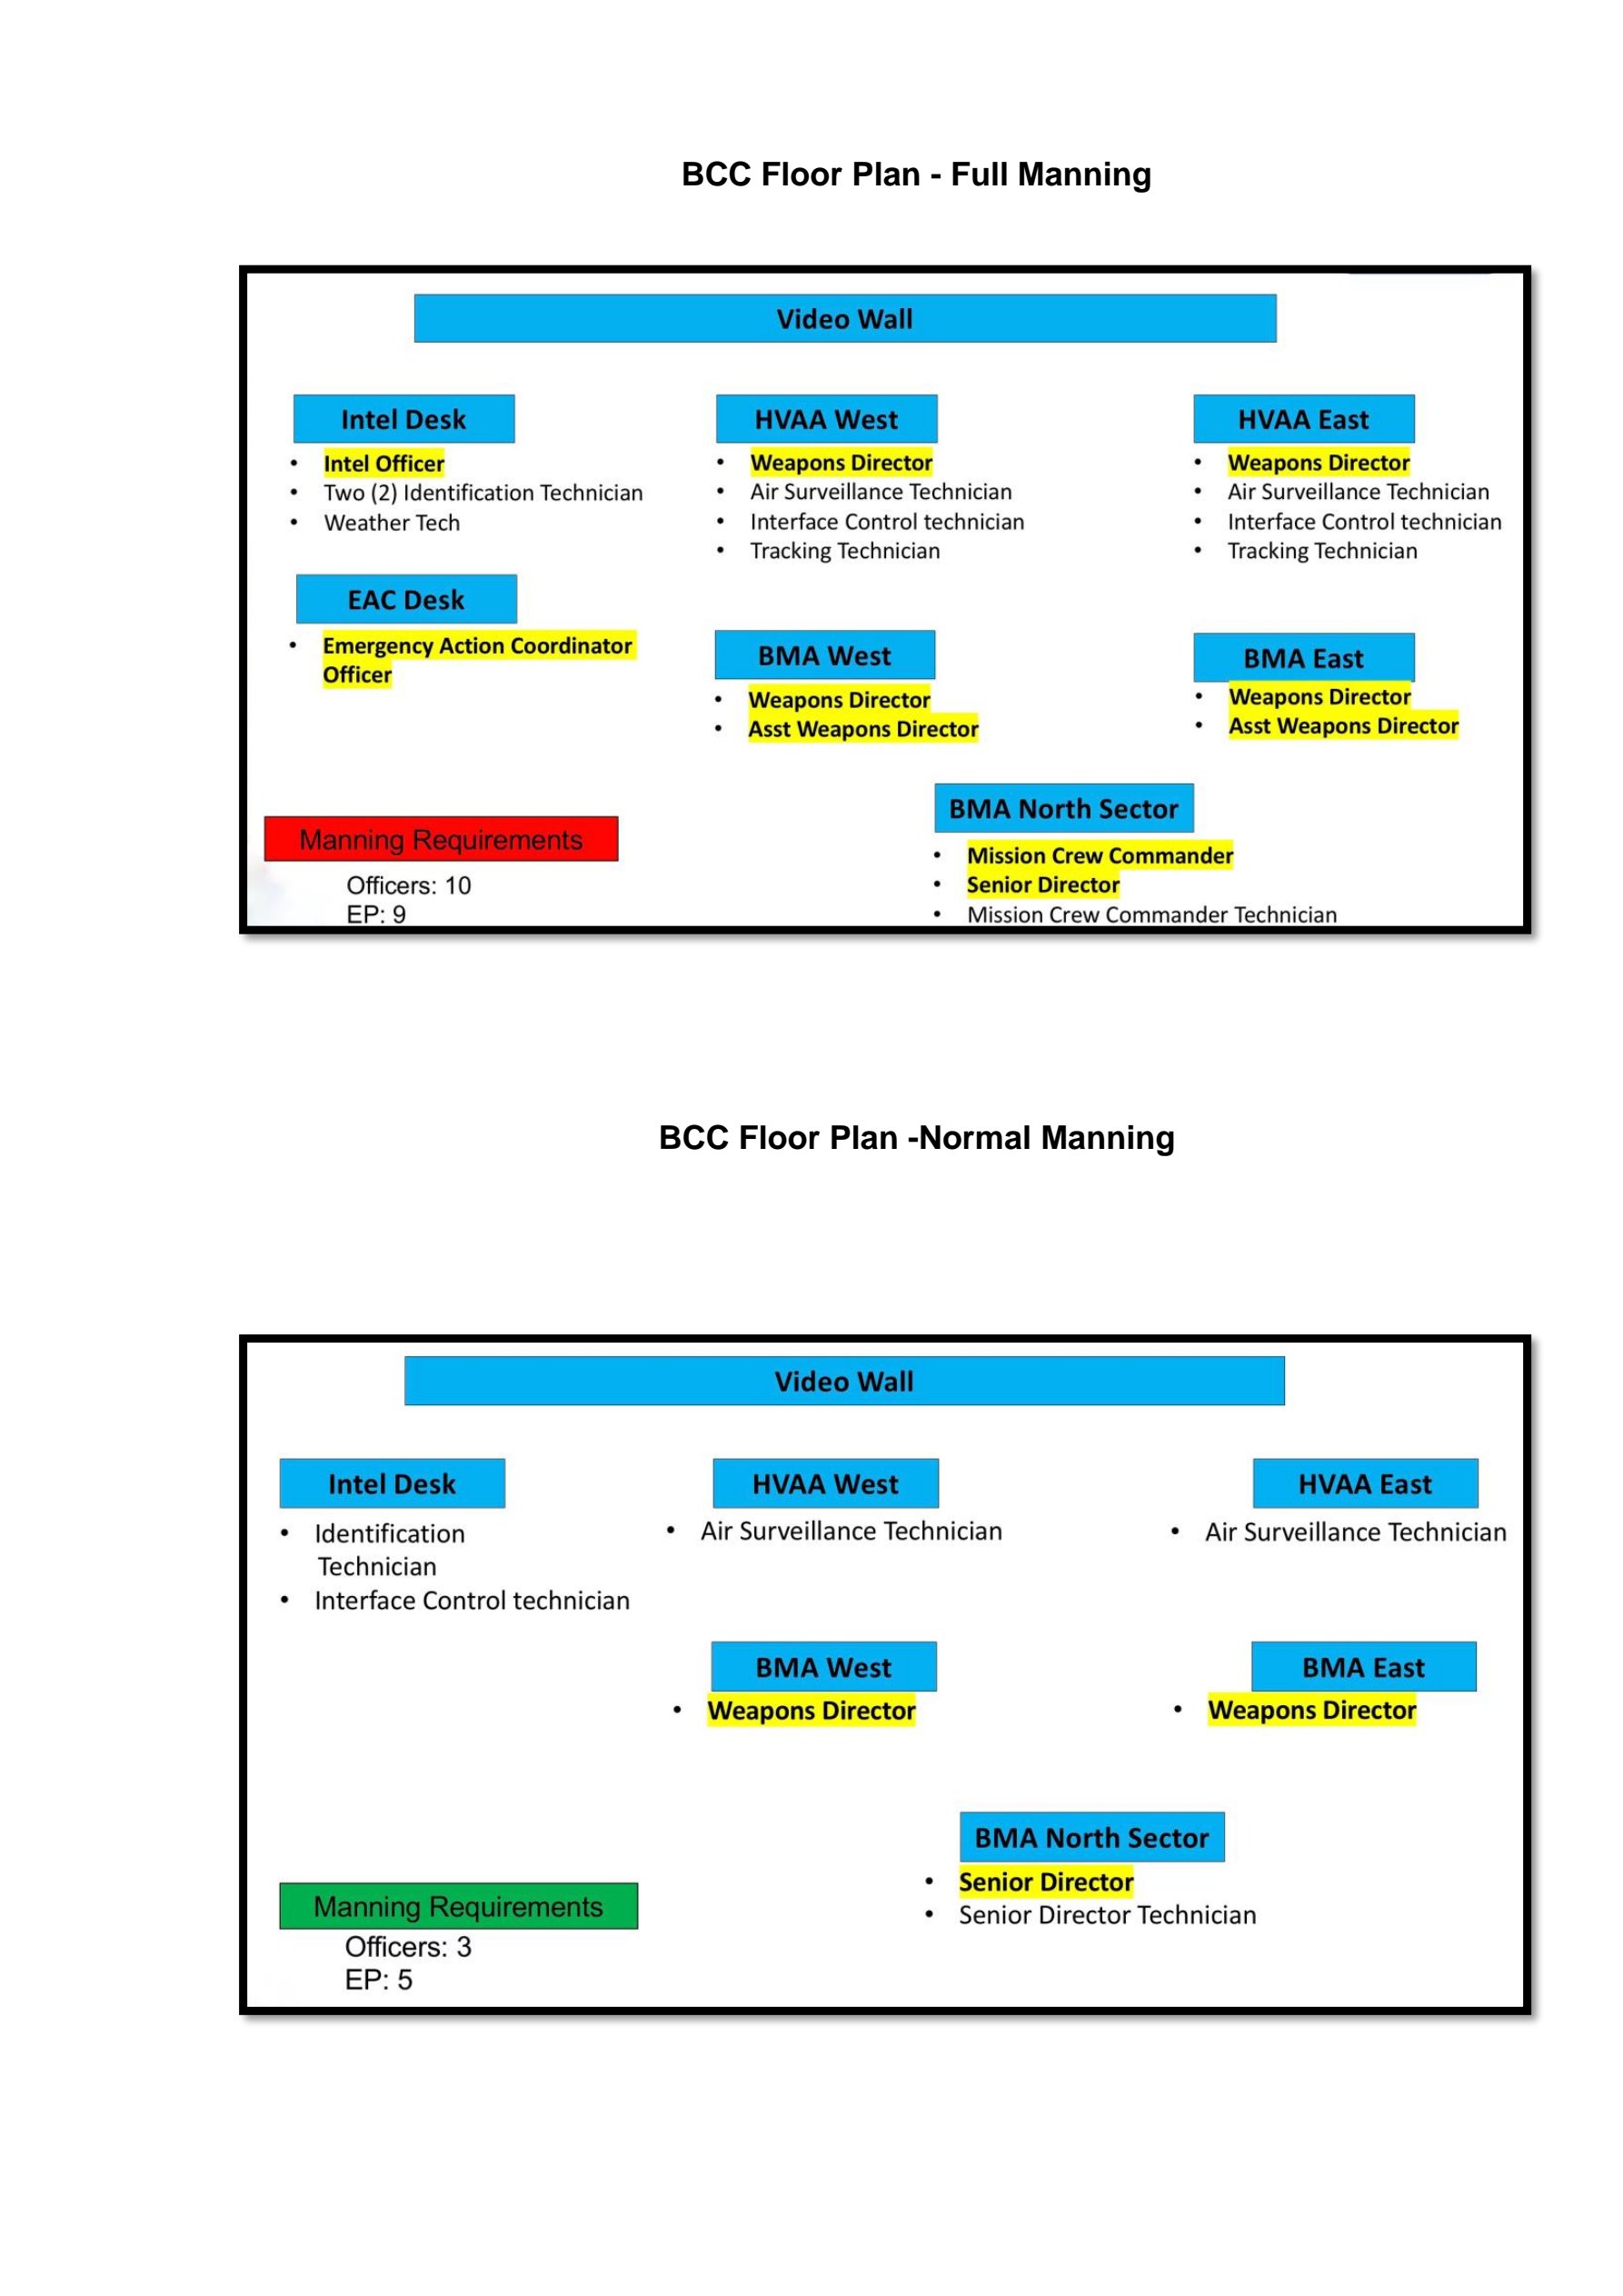 BCC Floor Plan - Full Manning
Video Wall
Intel Desk
• Intel Officer
• Two (2) Identification Technician
• Weather Tech
HVAA West
• Weapons Director
• Air Surveillance Technician
• Interface Control technician
• Tracking Technician
HVAA East
• Weapons Director
• Air Surveillance Technician
• Interface Control technician
• Tracking Technician
EAC Desk
• Emergency Action Coordinator
Officer
BMA West
• Weapons Director
• Asst Weapons Director
BMA East
• Weapons Director
• Asst Weapons Director
BMA North Sector
• Mission Crew Commander
• Senior Director
• Mission Crew Commander Technician
Manning Requirements
Officers: 10
EP: 9
BCC Floor Plan -Normal Manning
Video Wall
Intel Desk
• Identification
Technician
• Interface Control technician
HVAA West
• Air Surveillance Technician
HVAA East
• Air Surveillance Technician
BMA West
• Weapons Director
BMA East
• Weapons Director
BMA North Sector
• Senior Director
• Senior Director Technician
Manning Requirements
Officers: 3
EP: 5